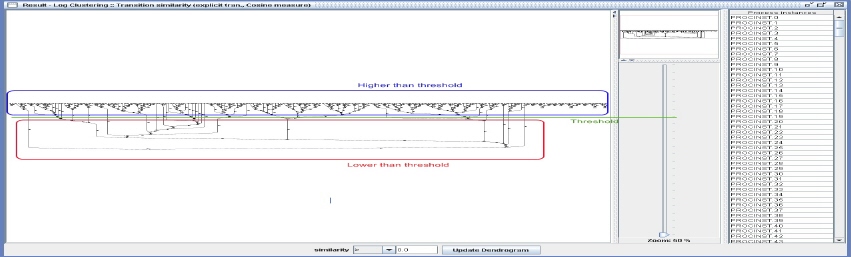 Result - Log Clustering :: Transition similarity (explicit tran., Cosine measure)
Higher than threshold
Threshold
Lower than threshold
similarity > 0.0 Update Dendrogram
Zoom: 50 %
Process Instances
PROCINST 0
PROCINST 1
PROCINST 2
PROCINST 3
PROCINST 4
PROCINST 5
PROCINST 6
PROCINST 7
PROCINST 8
PROCINST 9
PROCINST 10
PROCINST 11
PROCINST 12
PROCINST 13
PROCINST 14
PROCINST 15
PROCINST 16
PROCINST 17
PROCINST 18
PROCINST 19
PROCINST 20
PROCINST 21
PROCINST 22
PROCINST 23
PROCINST 24
PROCINST 25
PROCINST 26
PROCINST 27
PROCINST 28
PROCINST 29
PROCINST 30
PROCINST 31
PROCINST 32
PROCINST 33
PROCINST 34
PROCINST 35
PROCINST 36
PROCINST 37
PROCINST 38
PROCINST 39
PROCINST 40
PROCINST 41
PROCINST 42
PROCINST 43